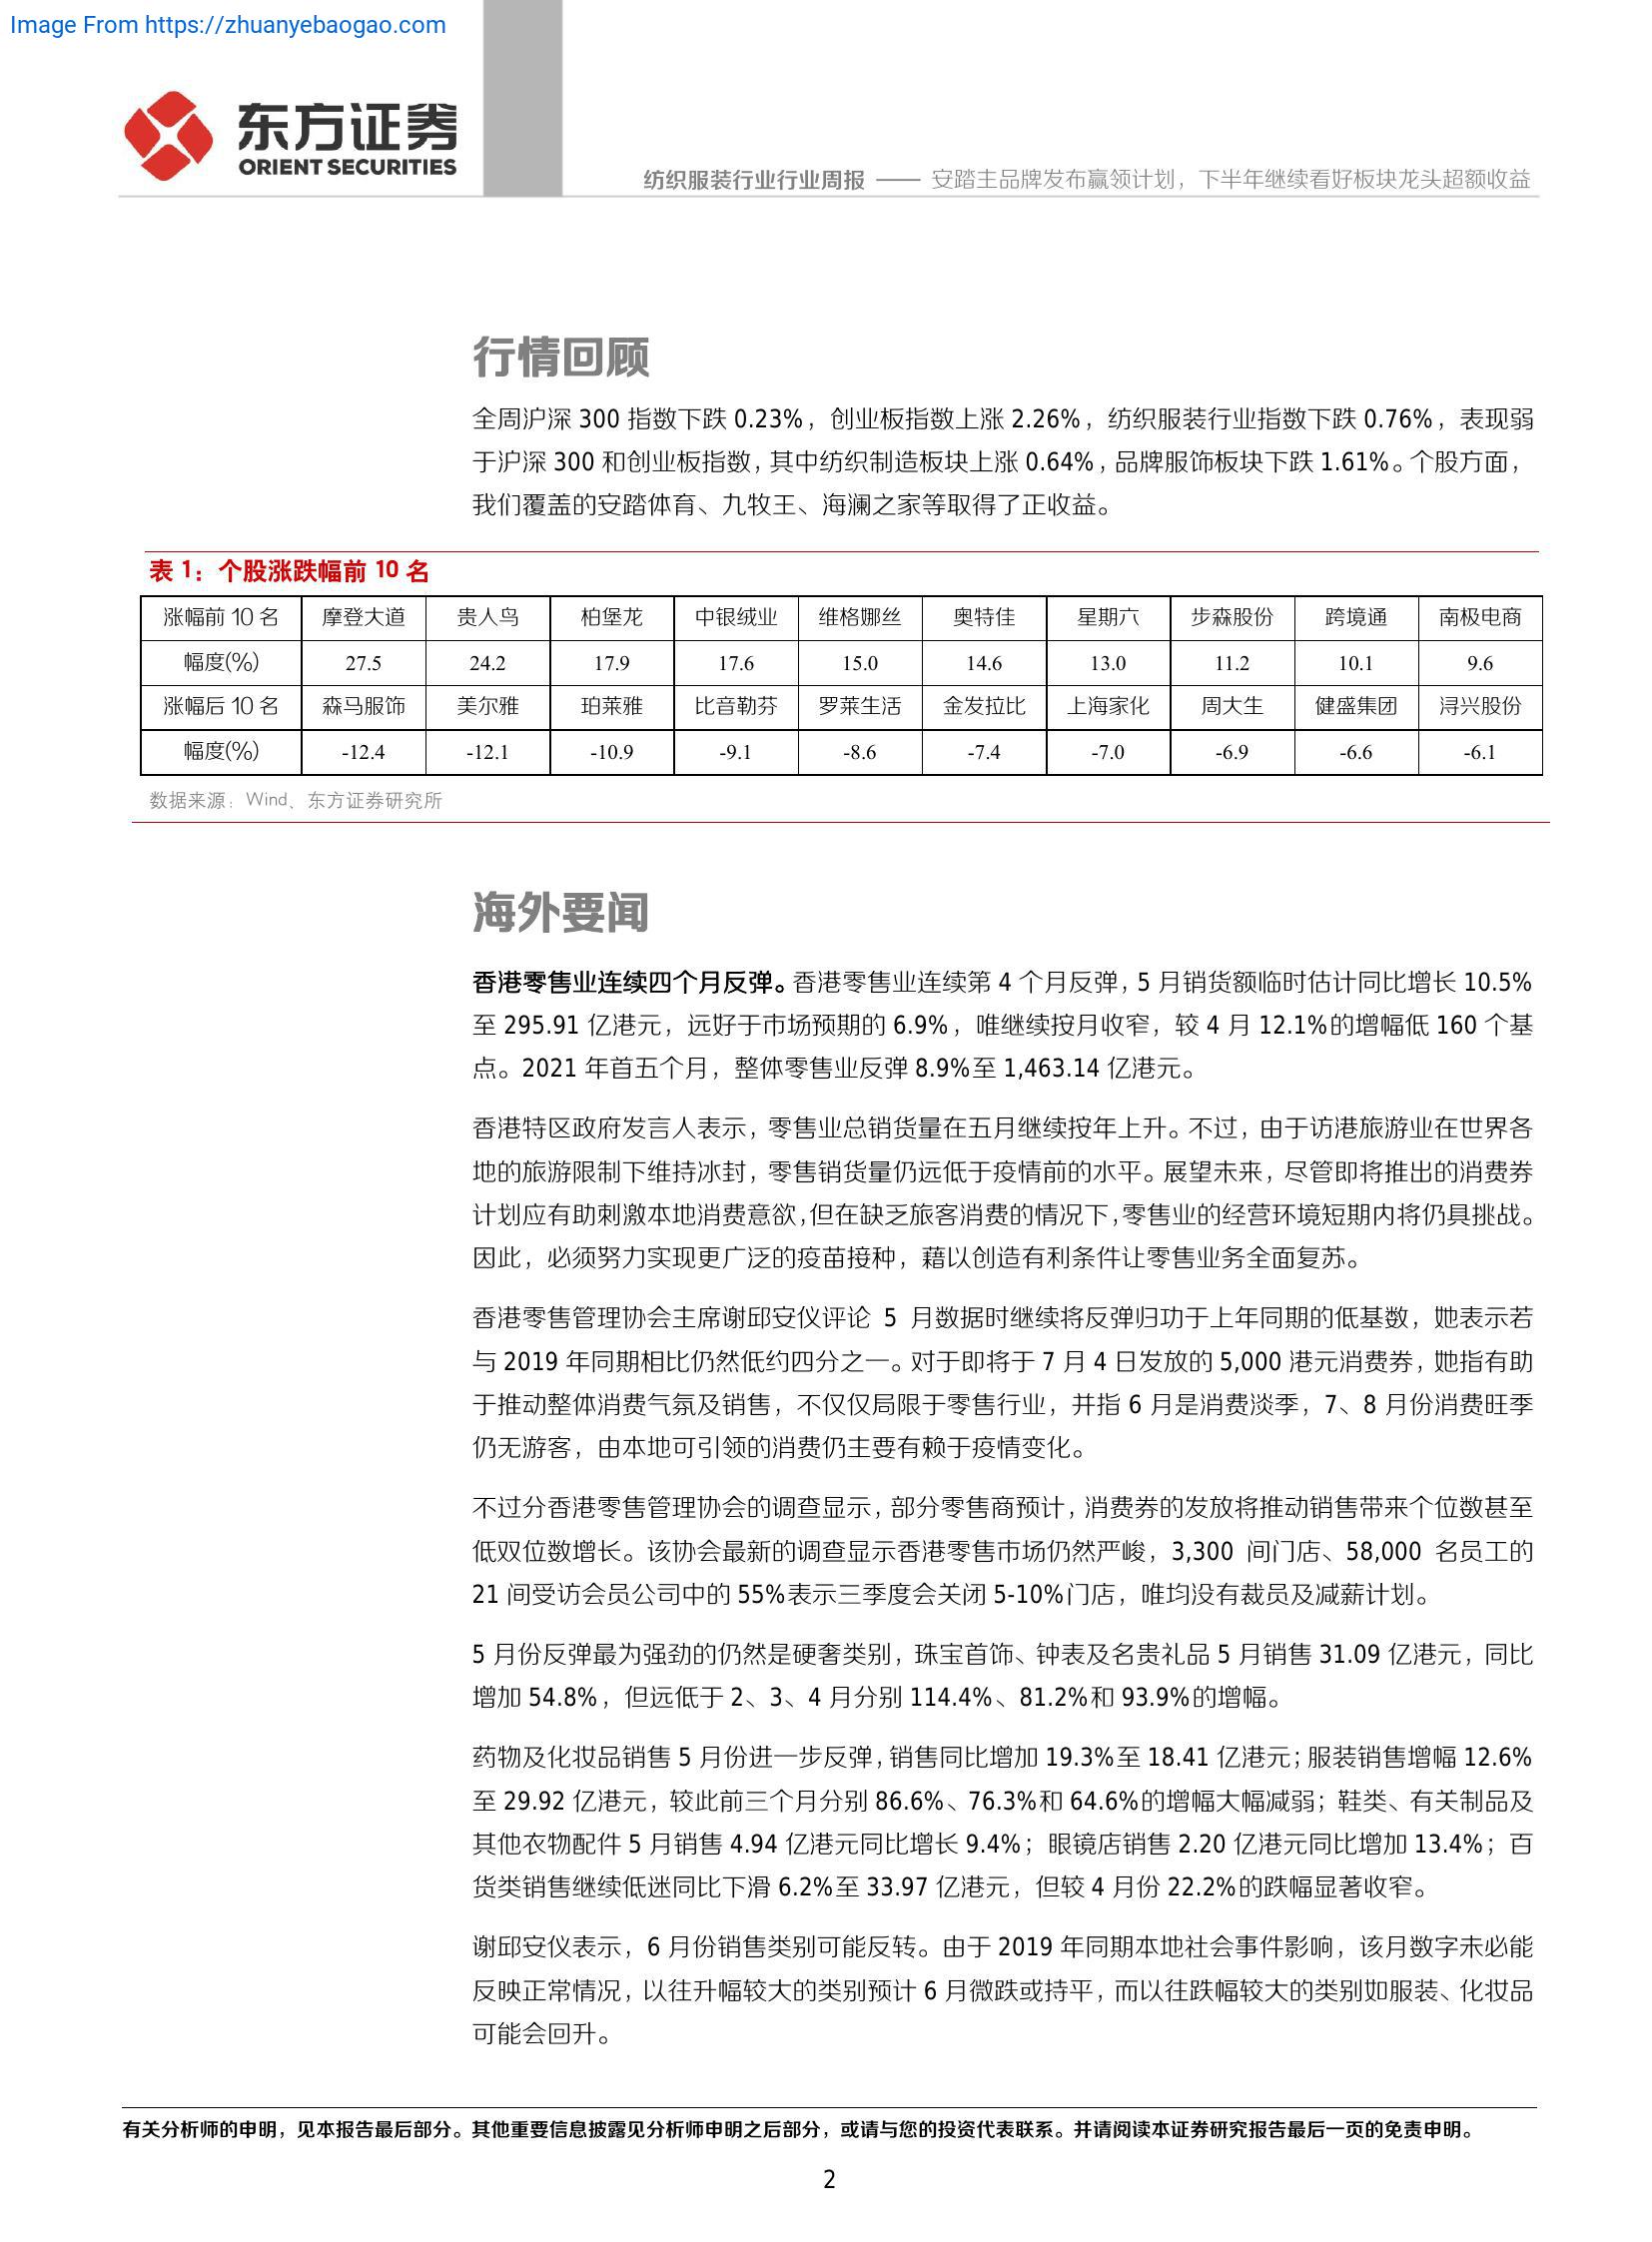 Image From https://zhuanyebaogao.com
东方证券
ORIENT SECURITIES
纺织服装行业行业周报 —— 安踏主品牌发布赢领计划，下半年继续看好板块龙头超额收益
行情回顾
全周沪深 300 指数下跌 0.23%，创业板指数上涨 2.26%，纺织服装行业指数下跌 0.76%，表现弱
于沪深 300 和创业板指数，其中纺织制造板块上涨 0.64%，品牌服饰板块下跌 1.61%。个股方面，
我们覆盖的安踏体育、九牧王、海澜之家等取得了正收益。
表 1：个股涨跌幅前 10 名
涨幅前 10 名 摩登大道 贵人鸟 柏堡龙 中银绒业 维格娜丝 奥特佳 星期六 步森股份 跨境通 南极电商
幅度(%) 27.5 24.2 17.9 17.6 15.0 14.6 13.0 11.2 10.1 9.6
涨幅后 10 名 森马服饰 美尔雅 珀莱雅 比音勒芬 罗莱生活 金发拉比 上海家化 周大生 健盛集团 浔兴股份
幅度(%) -12.4 -12.1 -10.9 -9.1 -8.6 -7.4 -7.0 -6.9 -6.6 -6.1
数据来源：Wind、东方证券研究所
海外要闻
香港零售业连续四个月反弹。香港零售业连续第 4 个月反弹，5 月销货额临时估计同比增长 10.5%
至 295.91 亿港元，远好于市场预期的 6.9%，唯继续按月收窄，较 4 月 12.1%的增幅低 160 个基
点。2021 年首五个月，整体零售业反弹 8.9%至 1,463.14 亿港元。
香港特区政府发言人表示，零售业总销货量在五月继续按年上升。不过，由于访港旅游业在世界各
地的旅游限制下维持冰封，零售销货量仍远低于疫情前的水平。展望未来，尽管即将推出的消费券
计划应有助刺激本地消费意欲，但在缺乏旅客消费的情况下，零售业的经营环境短期内将仍具挑战。
因此，必须努力实现更广泛的疫苗接种，藉以创造有利条件让零售业务全面复苏。
香港零售管理协会主席谢邱安仪评论 5 月数据时继续将反弹归功于上年同期的低基数，她表示若
与 2019 年同期相比仍然低约四分之一。对于即将于 7 月 4 日发放的 5,000 港元消费券，她指有助
于推动整体消费气氛及销售，不仅仅局限于零售行业，并指 6 月是消费淡季，7、8 月份消费旺季
仍无游客，由本地可引领的消费仍主要有赖于疫情变化。
不过分香港零售管理协会的调查显示，部分零售商预计，消费券的发放将推动销售带来个位数甚至
低双位数增长。该协会最新的调查显示香港零售市场仍然严峻，3,300 间门店、58,000 名员工的
21 间受访会员公司中的 55%表示三季度会关闭 5-10%门店，唯均没有裁员及减薪计划。
5 月份反弹最为强劲的仍然是硬奢类别，珠宝首饰、钟表及名贵礼品 5 月销售 31.09 亿港元，同比
增加 54.8%，但远低于 2、3、4 月分别 114.4%、81.2%和 93.9%的增幅。
药物及化妆品销售 5 月份进一步反弹，销售同比增加 19.3%至 18.41 亿港元；服装销售增幅 12.6%
至 29.92 亿港元，较此前三个月分别 86.6%、76.3%和 64.6%的增幅大幅减弱；鞋类、有关制品及
其他衣物配件 5 月销售 4.94 亿港元同比增长 9.4%；眼镜店销售 2.20 亿港元同比增加 13.4%；百
货类销售继续低迷同比下滑 6.2%至 33.97 亿港元，但较 4 月份 22.2%的跌幅显著收窄。
谢邱安仪表示，6 月份销售类别可能反转。由于 2019 年同期本地社会事件影响，该月数字未必能
反映正常情况，以往升幅较大的类别预计 6 月微跌或持平，而以往跌幅较大的类别如服装、化妆品
可能会回升。
有关分析师的申明，见本报告最后部分。其他重要信息披露见分析师申明之后部分，或请与您的投资代表联系。并请阅读本证券研究报告最后一页的免责申明。
2